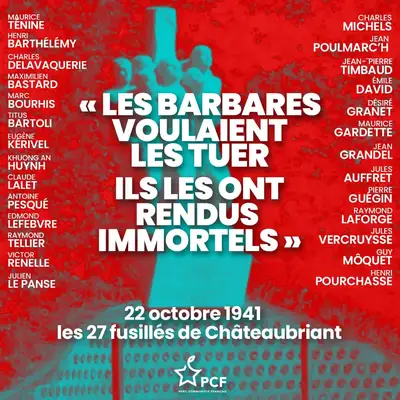 MAURICE
TÉNINE
HENRI
BARTHÉLÉMY
CHARLES
DELAVAQUERIE
MAXIMILIEN
BASTARD
MARC
BOURHIS
TITUS
BARTOLI
EUGÈNE
KÉRIVEL
KHUONG AN
HUYNH
CLAUDE
LALET
ANTOINE
PESQUÉ
EDMOND
LEFEBVRE
RAYMOND
TELLIER
VICTOR
RENELLE
JULIEN
LE PANSE
« LES BARBARES
VOULAIENT
LES TUER
ILS LES ONT
RENDUS
IMMORTELS »
CHARLES
MICHELS
JEAN
POULMARC'H
JEAN-PIERRE
TIMBAUD
ÉMILE
DAVID
DÉSIRÉ
GRANET
MAURICE
GARDETTE
JEAN
GRANDEL
JULES
AUFFRET
PIERRE
GUÉGIN
RAYMOND
LAFORGE
JULES
VERCRUYSSE
GUY
MÔQUET
HENRI
POURCHASSE
22 octobre 1941
les 27 fusillés de Châteaubriant
PCF
PARTI COMMUNISTE FRANÇAIS